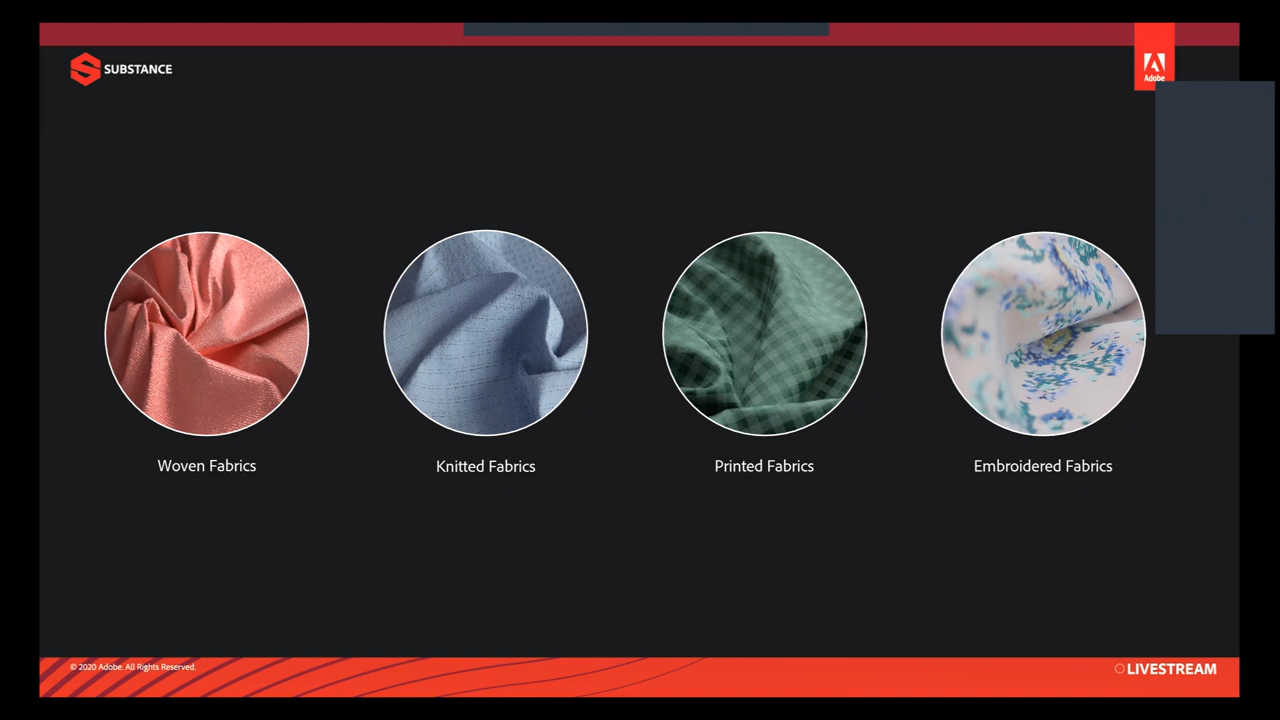 SUBSTANCE
Adobe
Woven Fabrics
Knitted Fabrics
Printed Fabrics
Embroidered Fabrics
© 2020 Adobe. All Rights Reserved.
LIVESTREAM